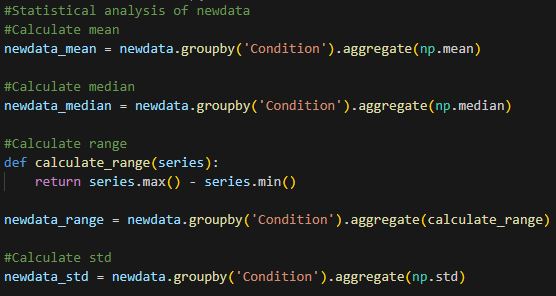 #Statistical analysis of newdata
#Calculate mean
newdata_mean = newdata.groupby('Condition').aggregate(np.mean)

#Calculate median
newdata_median = newdata.groupby('Condition').aggregate(np.median)

#Calculate range
def calculate_range(series):
    return series.max() - series.min()

newdata_range = newdata.groupby('Condition').aggregate(calculate_range)

#Calculate std
newdata_std = newdata.groupby('Condition').aggregate(np.std)